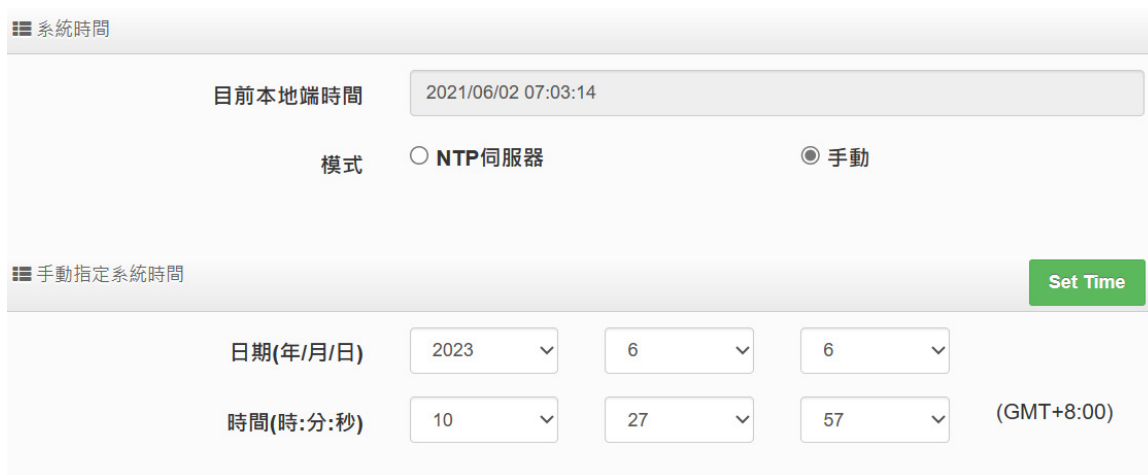 系統時間
目前本地端時間 2021/06/02 07:03:14
模式 NTP伺服器 手動
手動指定系統時間 Set Time
日期(年/月/日) 2023 6 6
時間(時:分:秒) 10 27 57 (GMT+8:00)